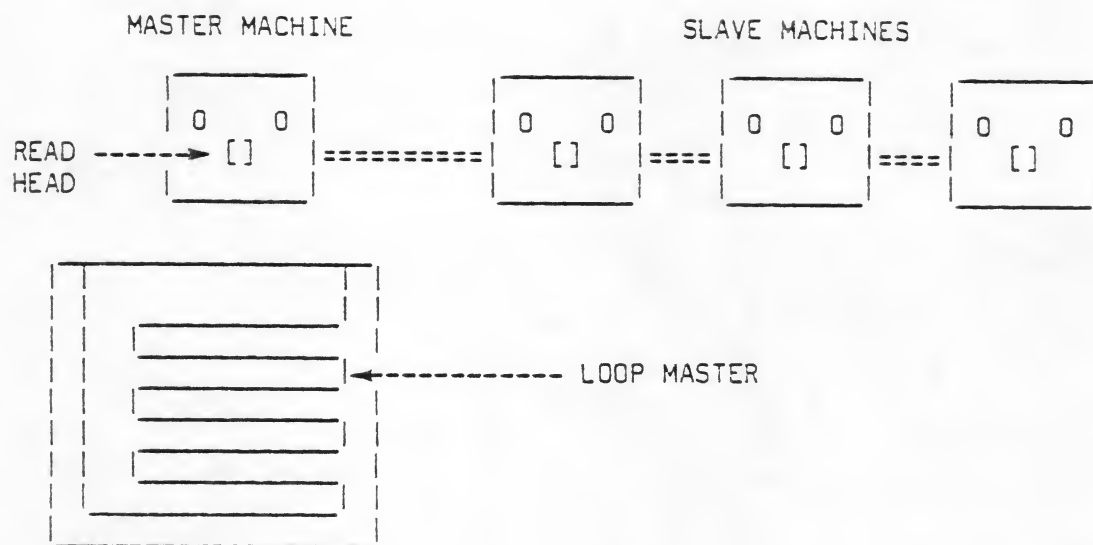 MASTER MACHINE SLAVE MACHINES
O O O O O O O O
READ [] [] [] []
HEAD
LOOP MASTER